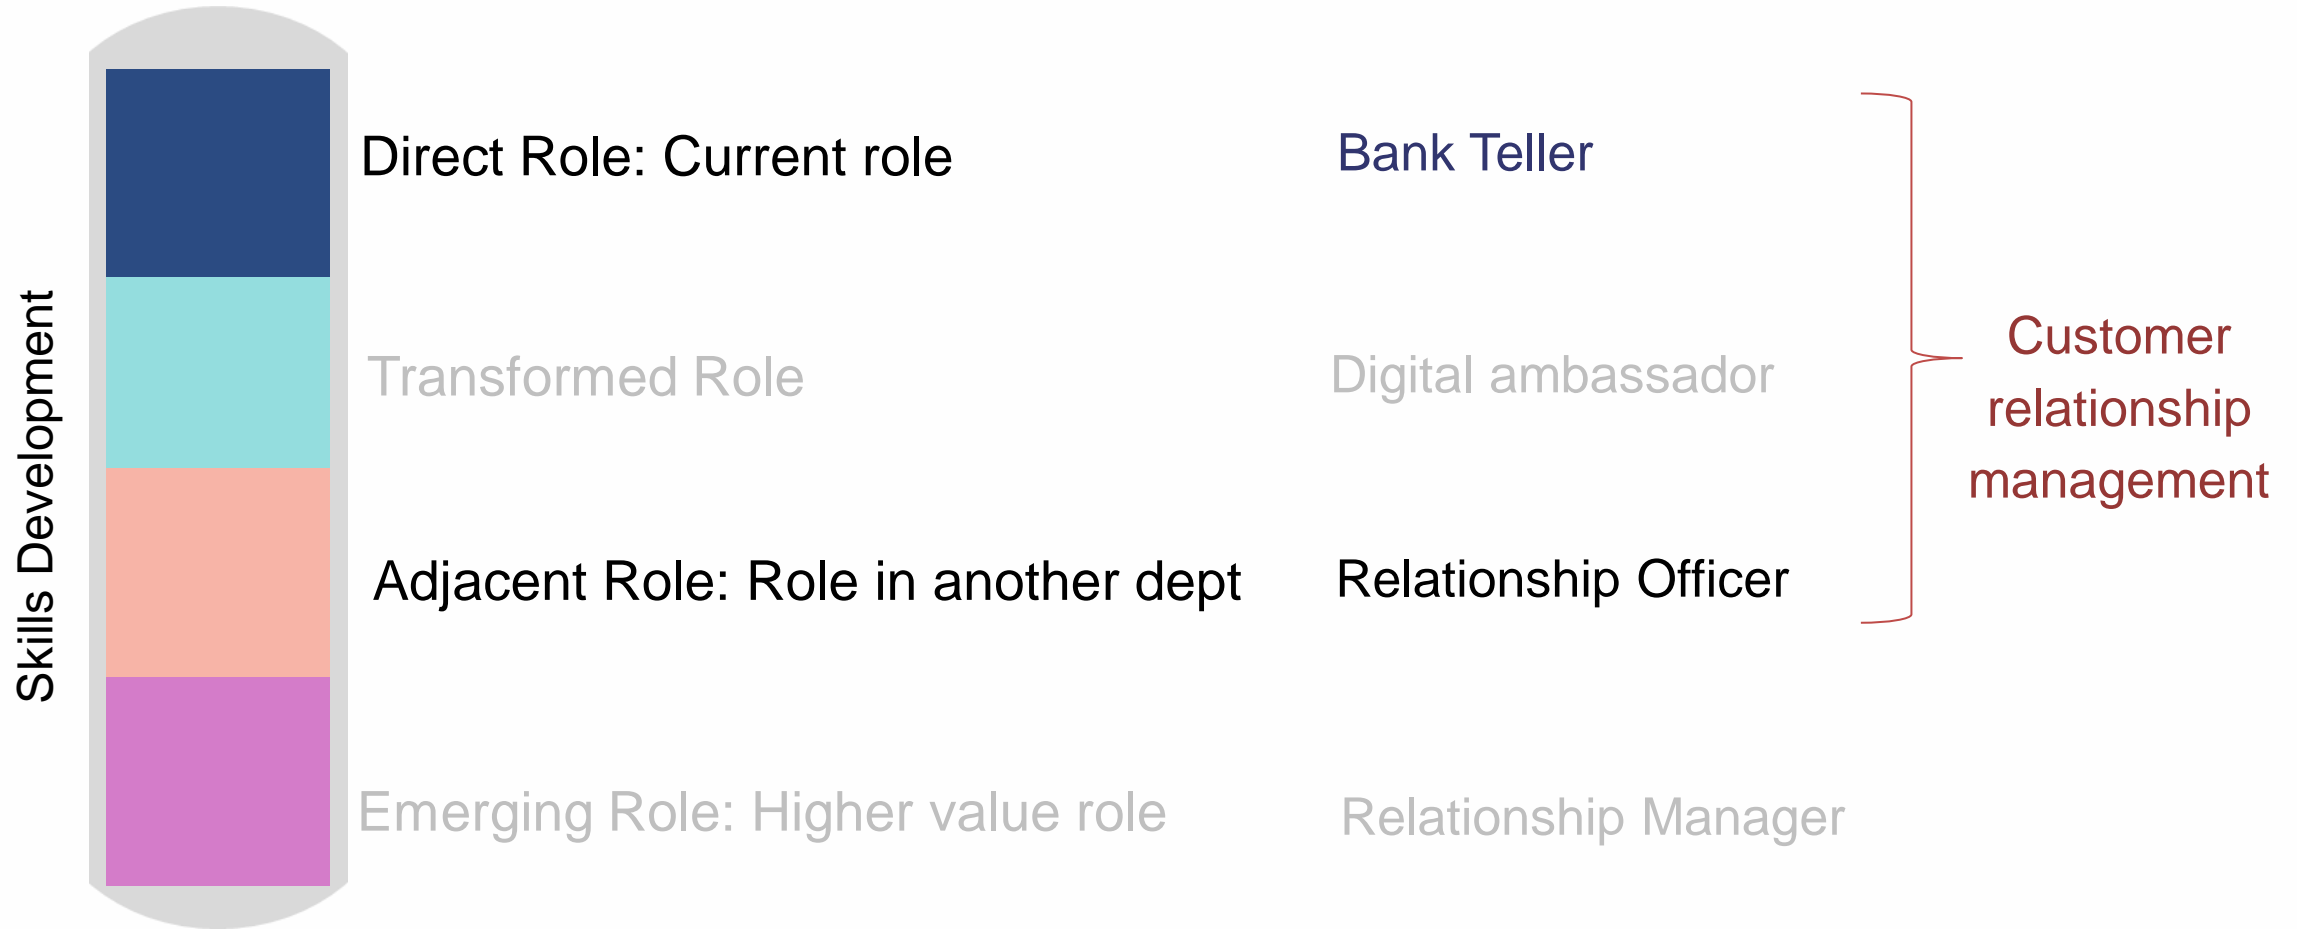 Skills Development
Direct Role: Current role
Bank Teller
Transformed Role
Digital ambassador
Adjacent Role: Role in another dept
Relationship Officer
Emerging Role: Higher value role
Relationship Manager
Customer
relationship
management